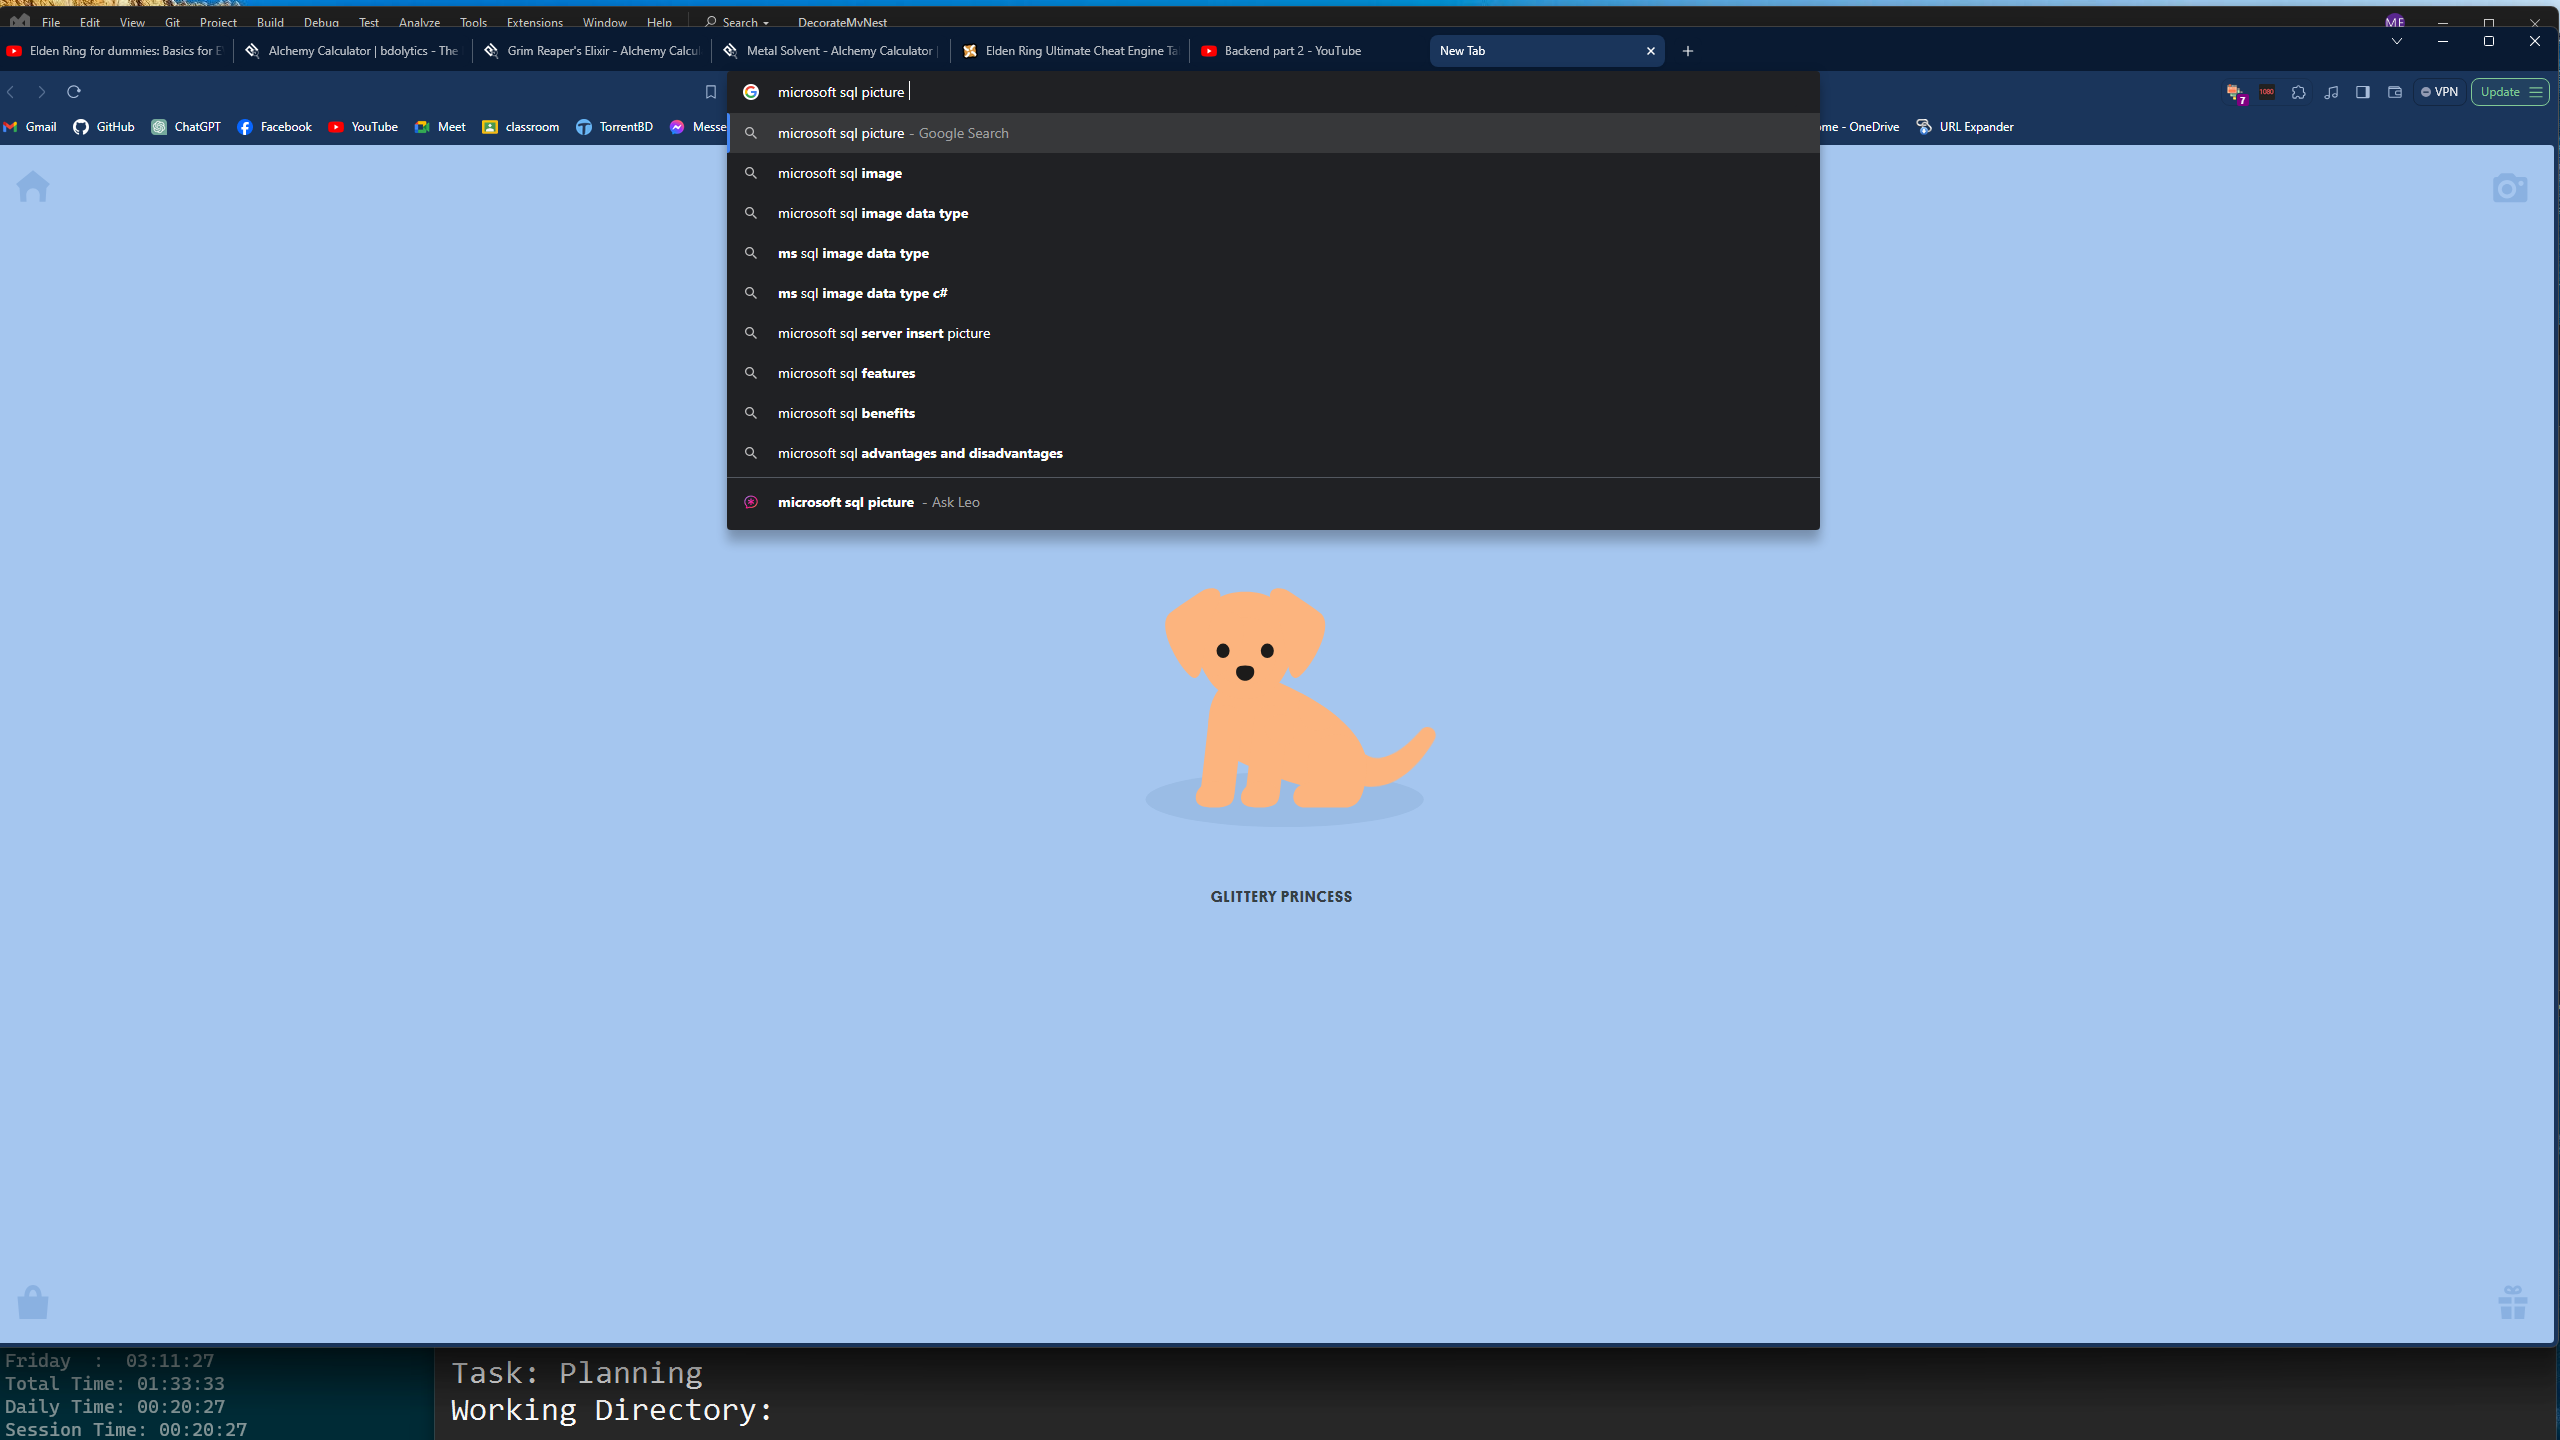 File Edit View Git Project Build Debug Test Analyze Tools Extensions Window Help Search DecorateMyNest ME
Elden Ring for dummies: Basics for E Alchemy Calculator | bdolytics - The Grim Reaper's Elixir - Alchemy Calcu Metal Solvent - Alchemy Calculator | Elden Ring Ultimate Cheat Engine Ta Backend part 2 - YouTube New Tab
microsoft sql picture 7 1080 VPN Update
Gmail GitHub ChatGPT Facebook YouTube Meet classroom TorrentBD Messe ome - OneDrive URL Expander
microsoft sql picture - Google Search
microsoft sql image
microsoft sql image data type
ms sql image data type
ms sql image data type c#
microsoft sql server insert picture
microsoft sql features
microsoft sql benefits
microsoft sql advantages and disadvantages
microsoft sql picture - Ask Leo
GLITTERY PRINCESS
Friday : 03:11:27
Total Time: 01:33:33
Daily Time: 00:20:27
Session Time: 00:20:27
Task: Planning
Working Directory: